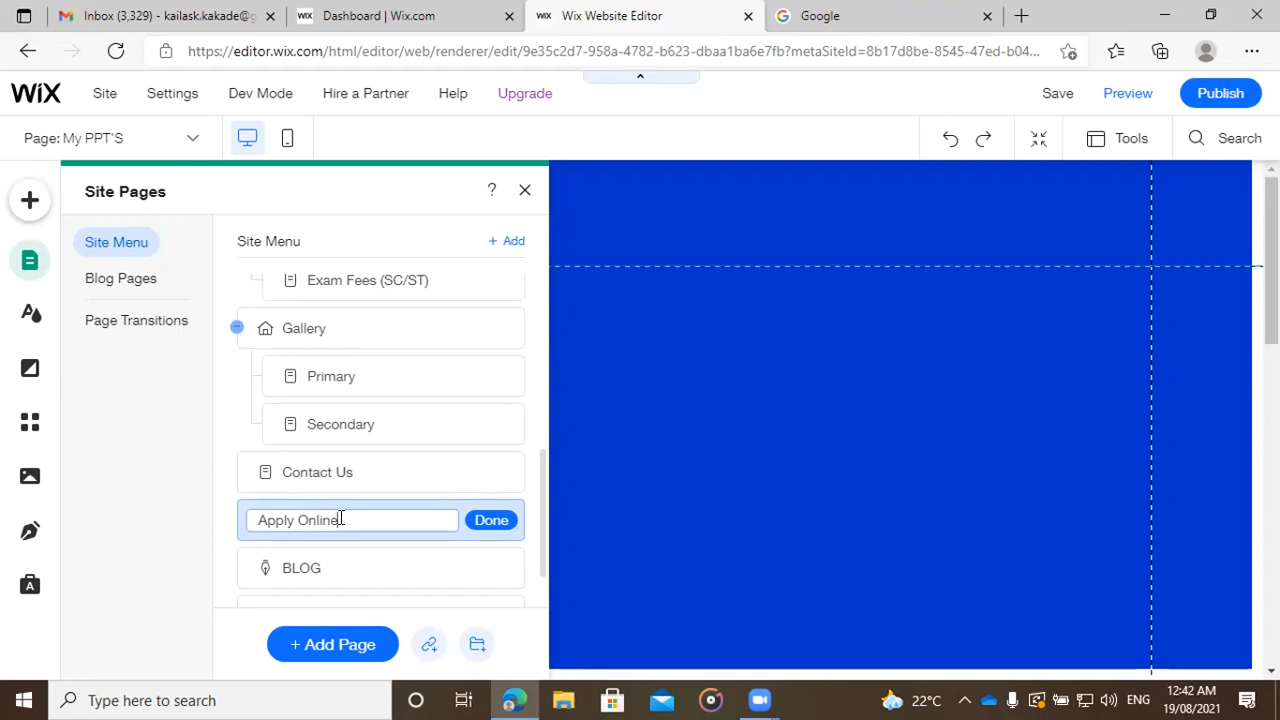 Inbox (3,329) - kailask.kakade@g
Dashboard | Wix.com
Wix Website Editor
Google
https://editor.wix.com/html/editor/web/renderer/edit/9e35c2d7-958a-4782-b623-dbaa1ba6e7fb?metaSiteId=8b17d8be-8545-47ed-b04...
WiX Site Settings Dev Mode Hire a Partner Help Upgrade Save Preview Publish
Page: My PPT'S Tools Search
Site Pages ?
Site Menu
Blog Pages
Page Transitions
Site Menu + Add
Exam Fees (SC/ST)
Gallery
Primary
Secondary
Contact Us
Apply Online Done
BLOG
+ Add Page
Type here to search
22°C ENG
12:42 AM
19/08/2021